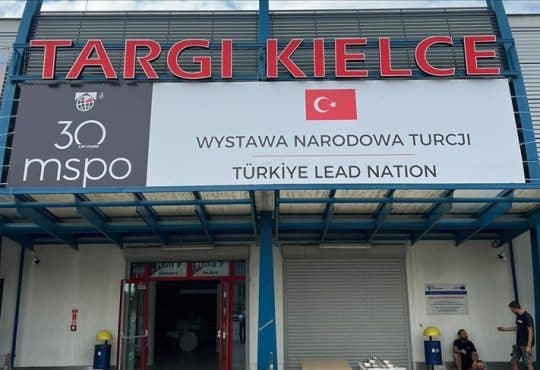 TARGI KIELCE
30
mspo
WYSTAWA NARODOWA TURCJI
TÜRKİYE LEAD NATION